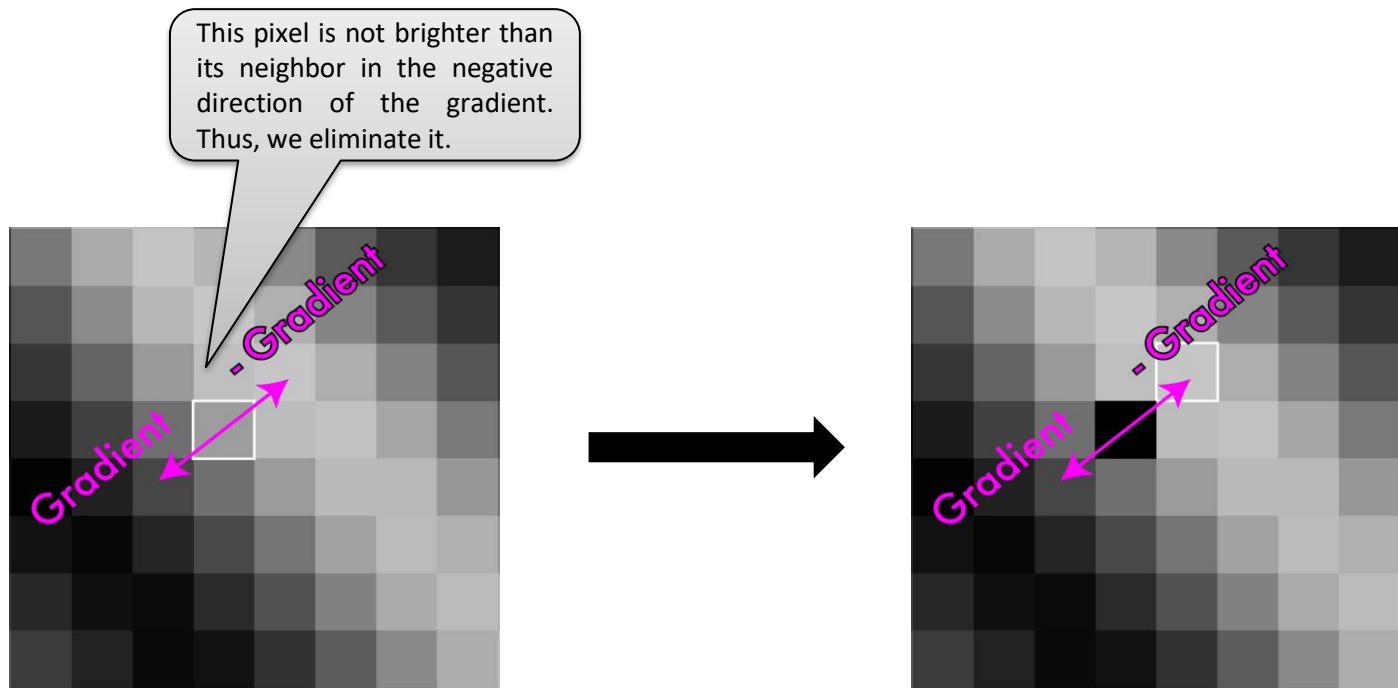 This pixel is not brighter than
its neighbor in the negative
direction of the gradient.
Thus, we eliminate it.
- Gradient
Gradient
- Gradient
Gradient